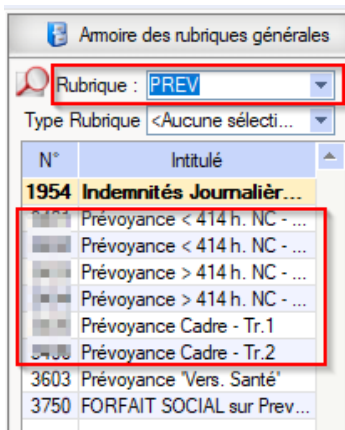 Armoire des rubriques générales
Rubrique : PREV
Type Rubrique <Aucune sélecti...
N° Intitulé
1954 Indemnités Journalièr...
Prévoyance < 414 h. NC - ...
Prévoyance < 414 h. NC - ...
Prévoyance > 414 h. NC - ...
Prévoyance > 414 h. NC - ...
Prévoyance Cadre - Tr.1
Prévoyance Cadre - Tr.2
3603 Prévoyance "Vers. Santé"
3750 FORFAIT SOCIAL sur Prev...